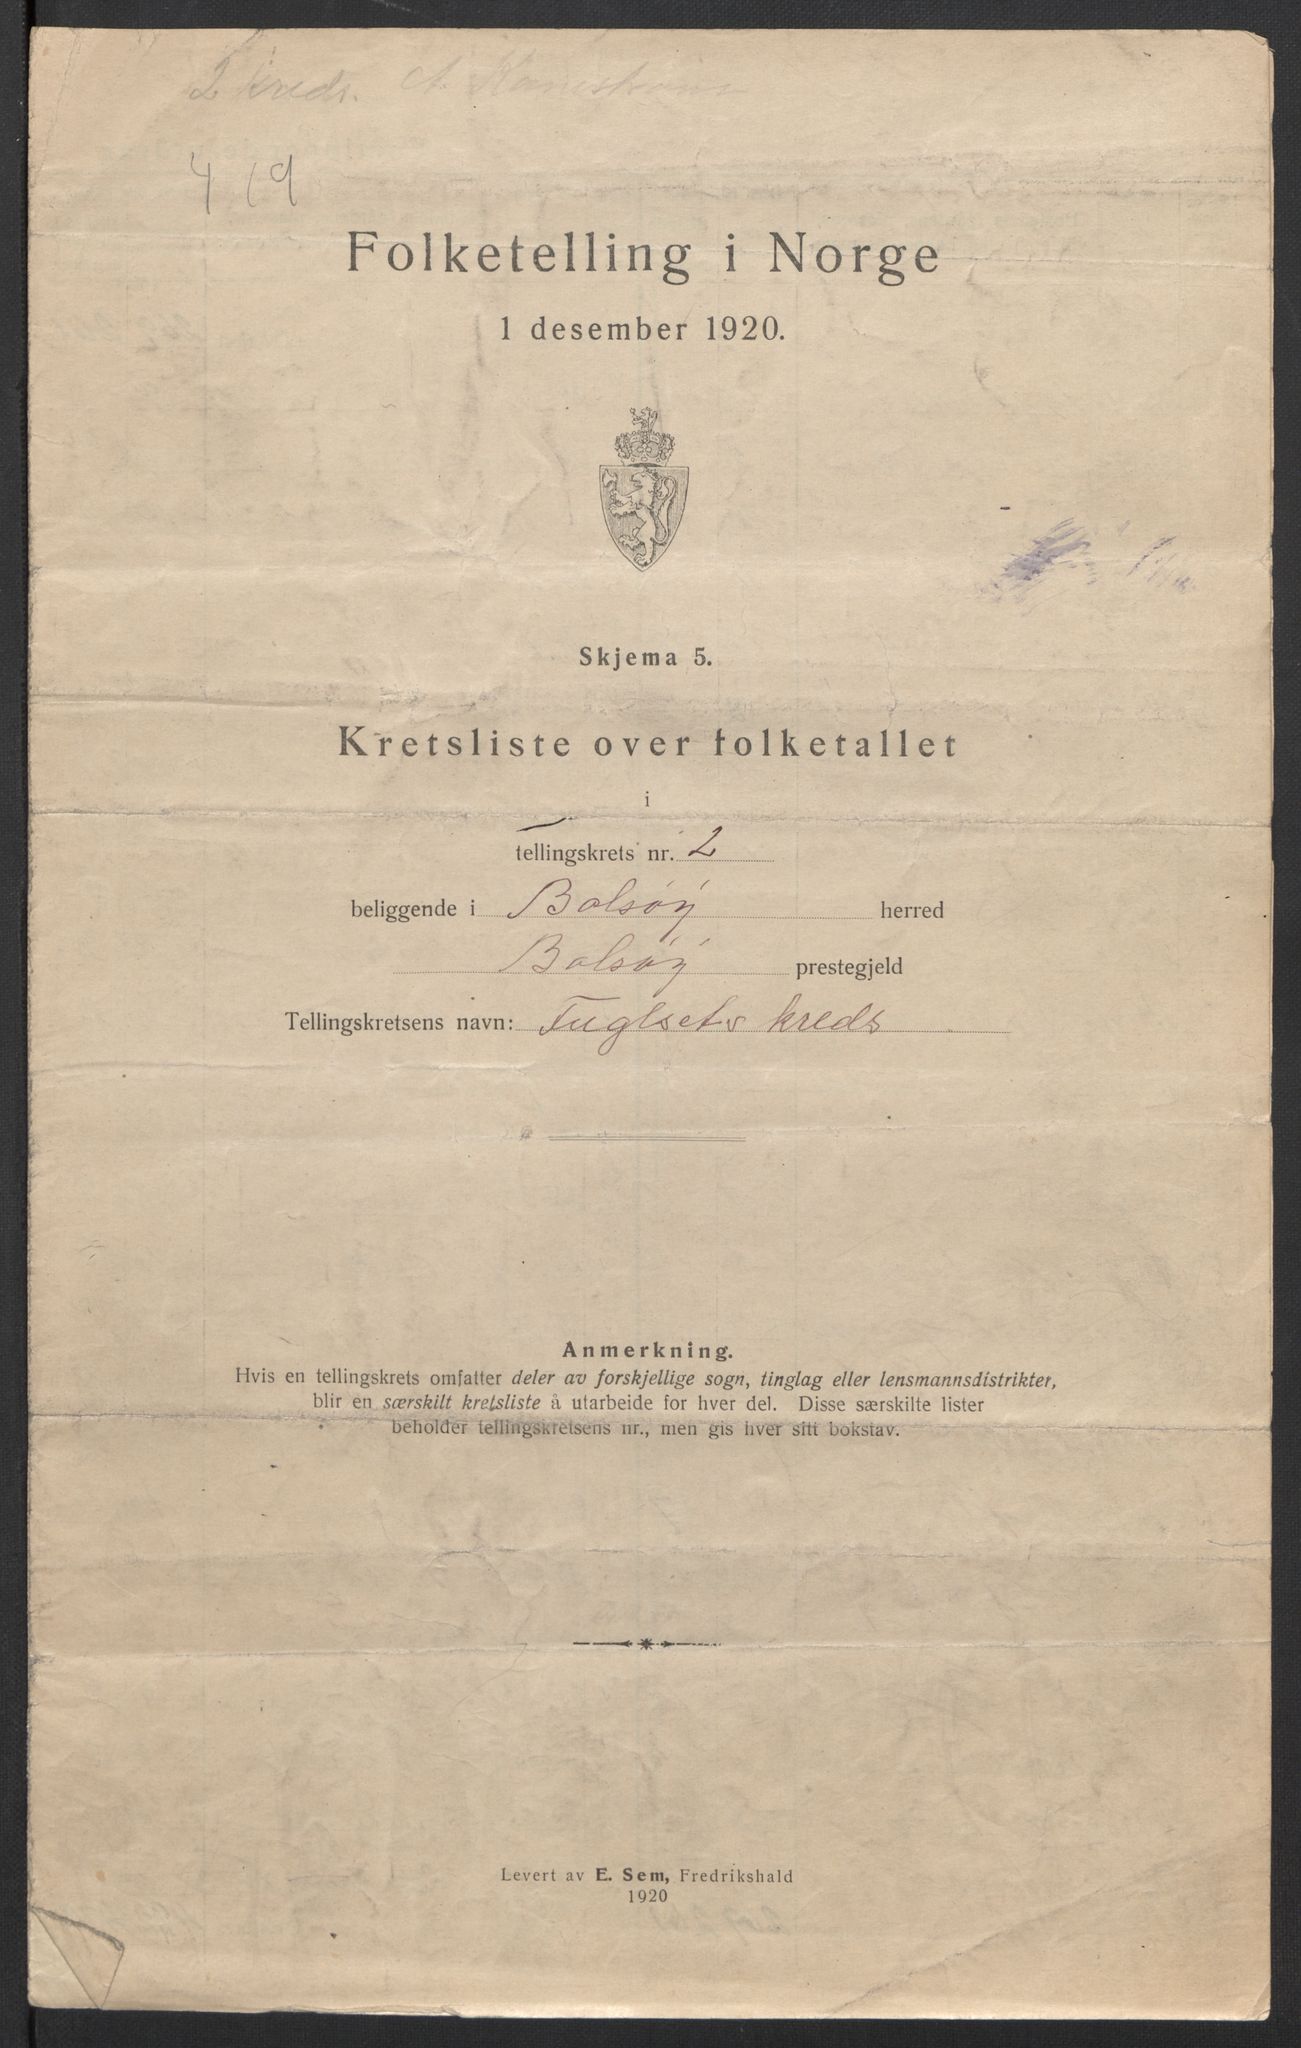 2 kreds.
419
Folketelling i Norge
1 desember 1920.
Skjema 5.
Kretsliste over folketallet
i
tellingskrets nr. 2
beliggende i Bolsøy herred
Bolsøy prestegjeld
Tellingskretsens navn: Fuglsets kreds
Anmerkning.
Hvis en tellingskrets omfatter deler av forskjellige sogn, tinglag eller lensmannsdistrikter,
blir en særskilt kretsliste å utarbeide for hver del. Disse særskilte lister
beholder tellingskretsens nr., men gis hver sitt bokstav.
Levert av E. Sem, Fredrikshald
1920